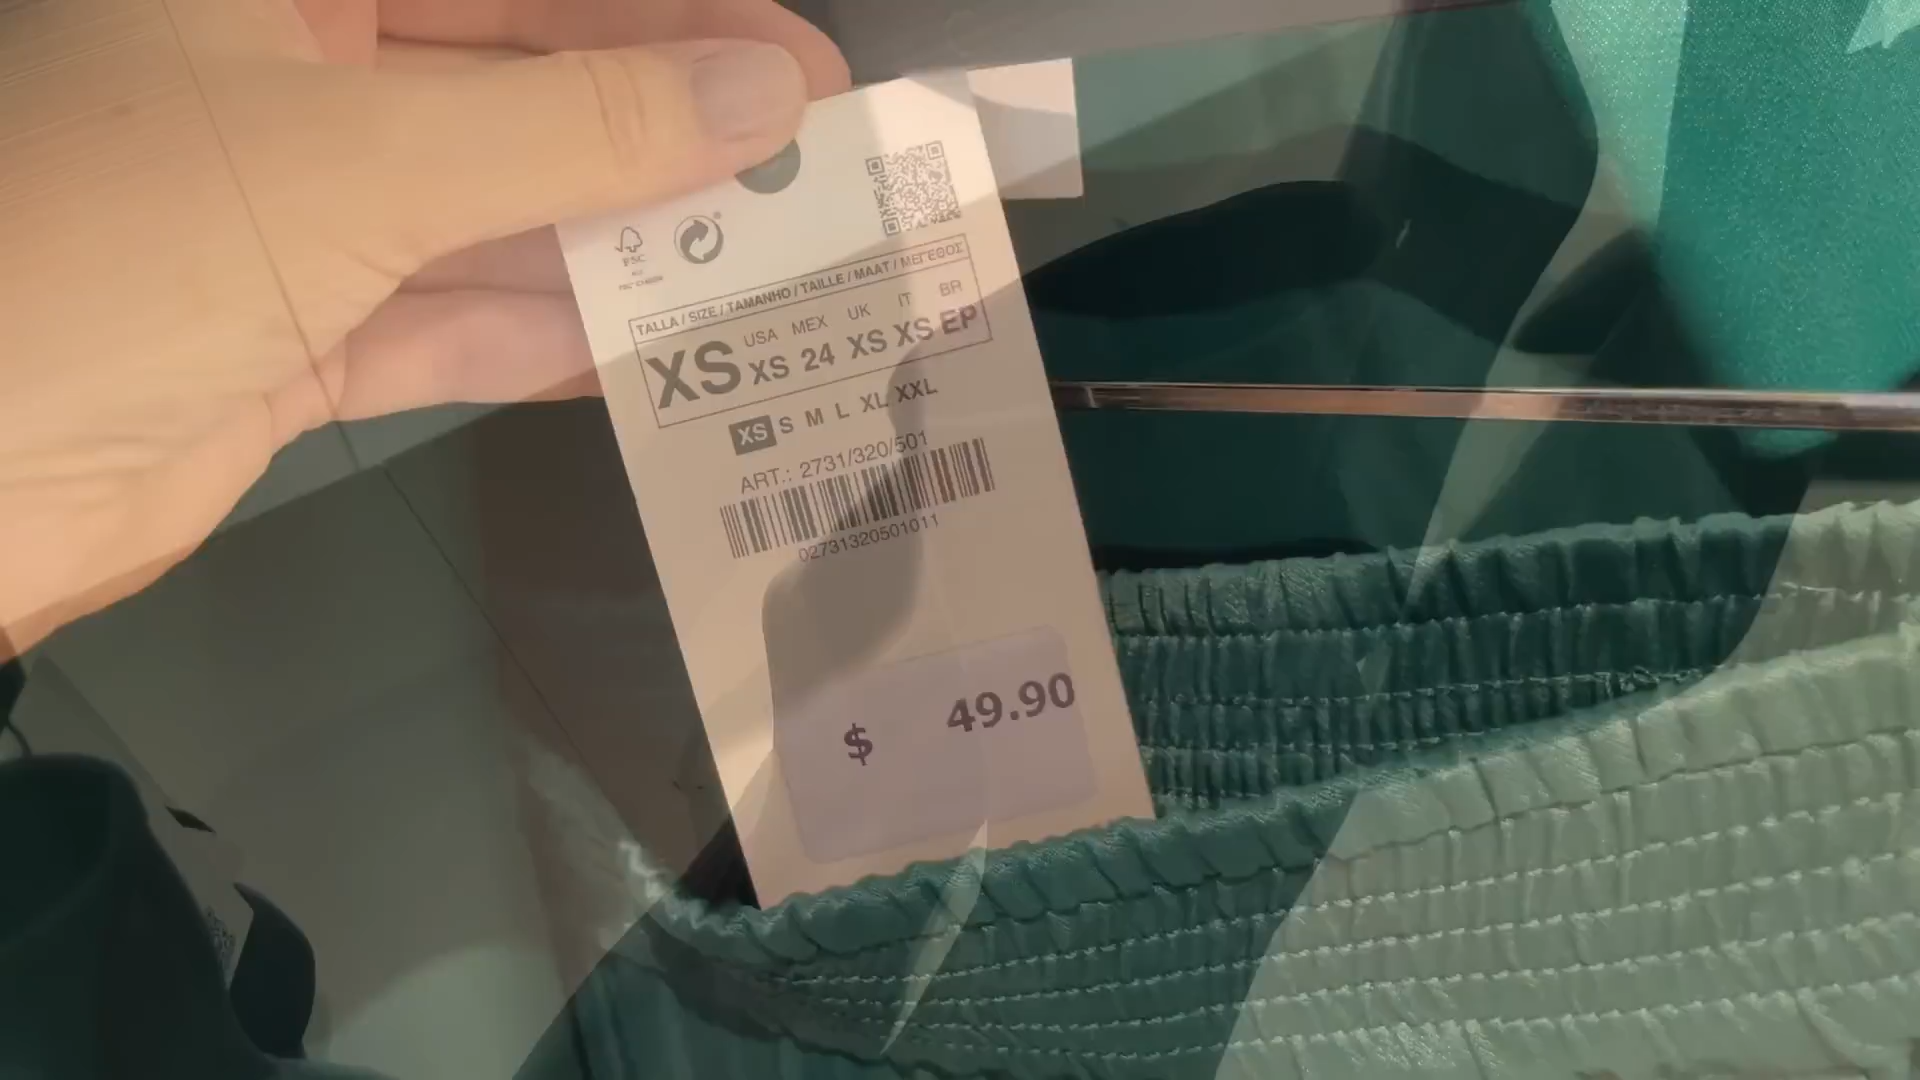 FSC
TALLA / SIZE / TAMANHO / TAILLE / MAAT / ΜΕΓΕΘΟΣ
XS
USA MEX UK IT BR
XS 24 XS XS EP
XS S M L XL XXL
ART.: 2731/320/501
02731320501011
$ 49.90